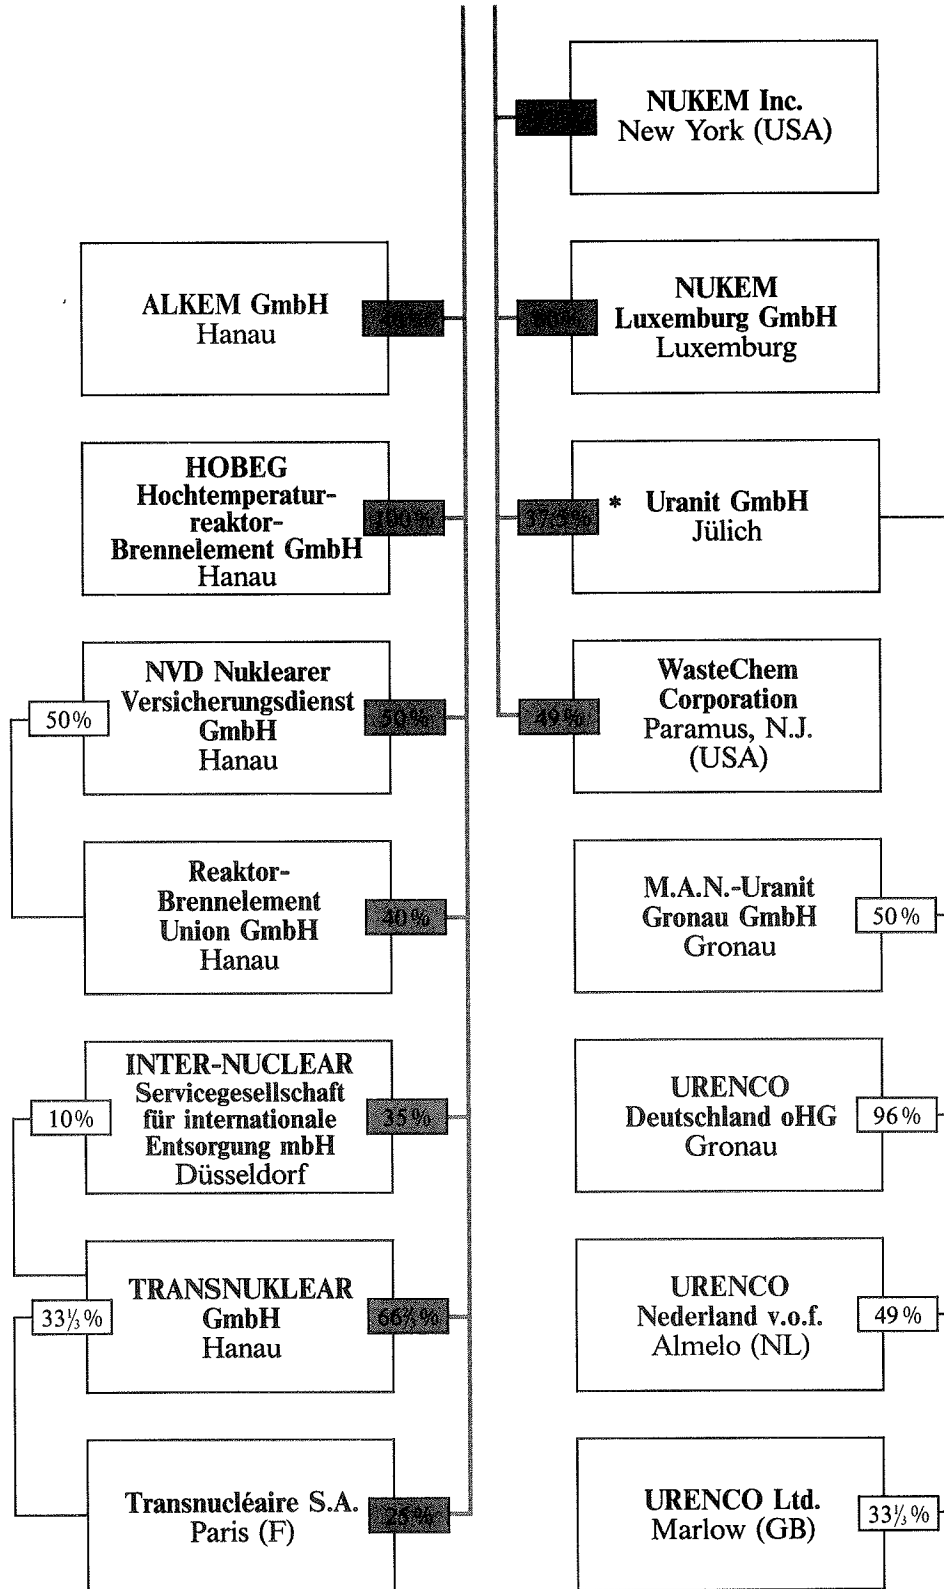 NUKEM Inc.
New York (USA)
ALKEM GmbH
Hanau
40%
NUKEM
Luxemburg GmbH
Luxemburg
HOBEG
Hochtemperatur-
reaktor-
Brennelement GmbH
Hanau
100%
37,5%
* Uranit GmbH
Jülich
50%
NVD Nuklearer
Versicherungsdienst
GmbH
Hanau
50%
49%
WasteChem
Corporation
Paramus, N.J.
(USA)
Reaktor-
Brennelement
Union GmbH
Hanau
40%
M.A.N.-Uranit
Gronau GmbH
Gronau
50%
10%
INTER-NUCLEAR
Servicegesellschaft
für internationale
Entsorgung mbH
Düsseldorf
35%
URENCO
Deutschland oHG
Gronau
96%
33⅓%
TRANSNUKLEAR
GmbH
Hanau
66⅔%
URENCO
Nederland v.o.f.
Almelo (NL)
49%
Transnucléaire S.A.
Paris (F)
25%
URENCO Ltd.
Marlow (GB)
33⅓%